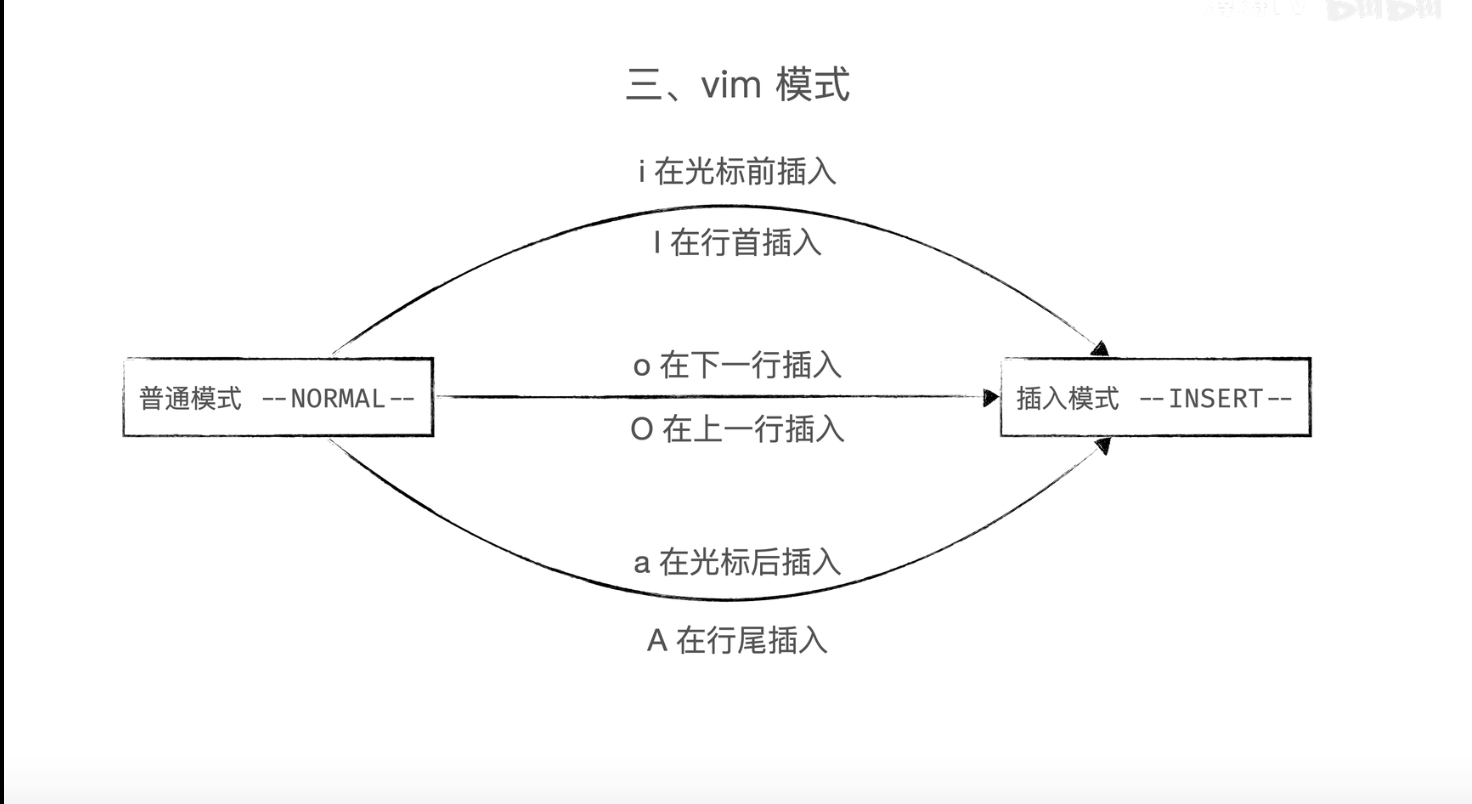 三、vim 模式
i 在光标前插入
I 在行首插入
o 在下一行插入
普通模式 --NORMAL--
插入模式 --INSERT--
O 在上一行插入
a 在光标后插入
A 在行尾插入